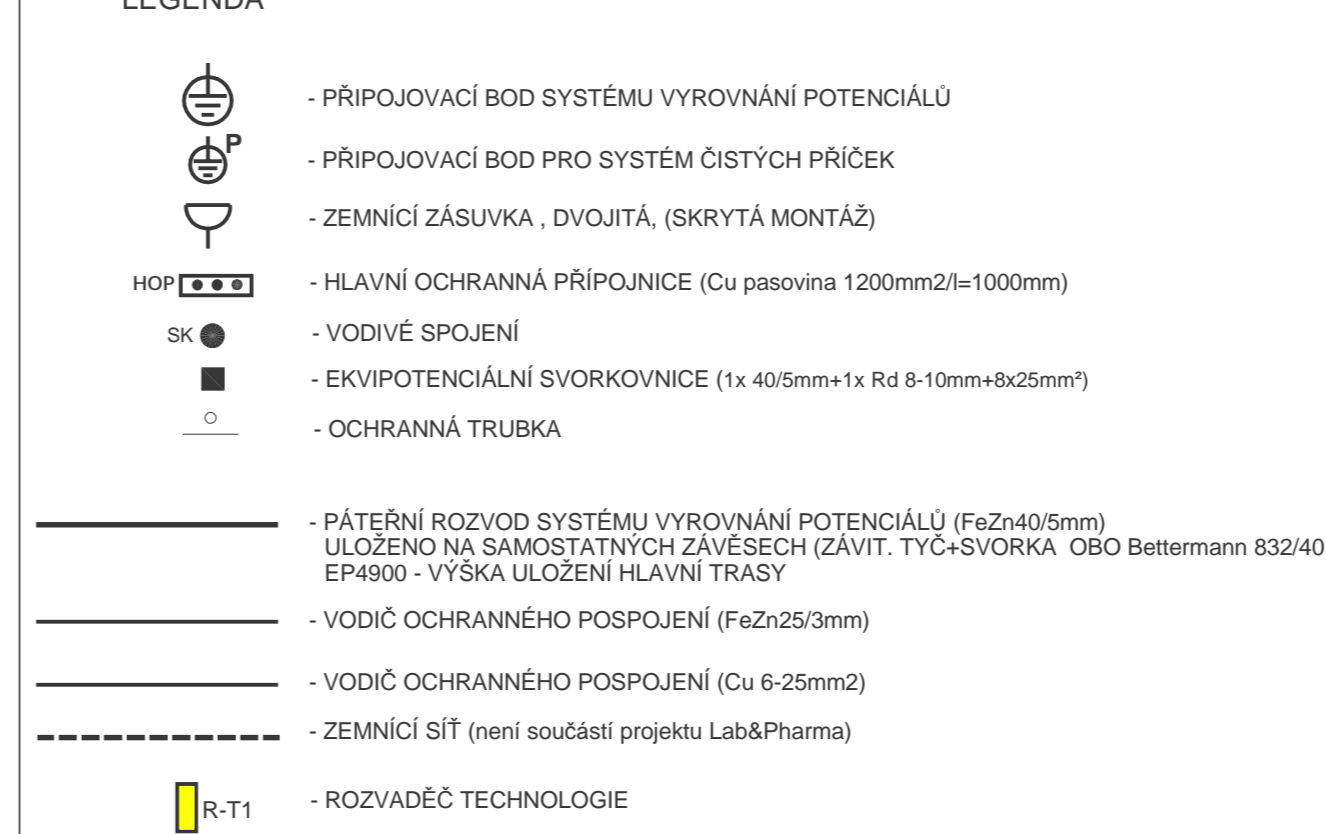 LEGENDA
- PŘIPOJOVACÍ BOD SYSTÉMU VYROVNÁNÍ POTENCIÁLŮ
P - PŘIPOJOVACÍ BOD PRO SYSTÉM ČISTÝCH PŘÍČEK
- ZEMNÍCÍ ZÁSUVKA , DVOJITÁ, (SKRYTÁ MONTÁŽ)
HOP - HLAVNÍ OCHRANNÁ PŘÍPOJNICE (Cu pasovina 1200mm2/l=1000mm)
SK - VODIVÉ SPOJENÍ
- EKVIPOTENCIÁLNÍ SVORKOVNICE (1x 40/5mm+1x Rd 8-10mm+8x25mm²)
- OCHRANNÁ TRUBKA
- PÁTEŘNÍ ROZVOD SYSTÉMU VYROVNÁNÍ POTENCIÁLŮ (FeZn40/5mm)
ULOŽENO NA SAMOSTATNÝCH ZÁVĚSECH (ZÁVIT. TYČ+SVORKA OBO Bettermann 832/40
EP4900 - VÝŠKA ULOŽENÍ HLAVNÍ TRASY
- VODIČ OCHRANNÉHO POSPOJENÍ (FeZn25/3mm)
- VODIČ OCHRANNÉHO POSPOJENÍ (Cu 6-25mm2)
- ZEMNÍCÍ SÍŤ (není součástí projektu Lab&Pharma)
R-T1 - ROZVADĚČ TECHNOLOGIE